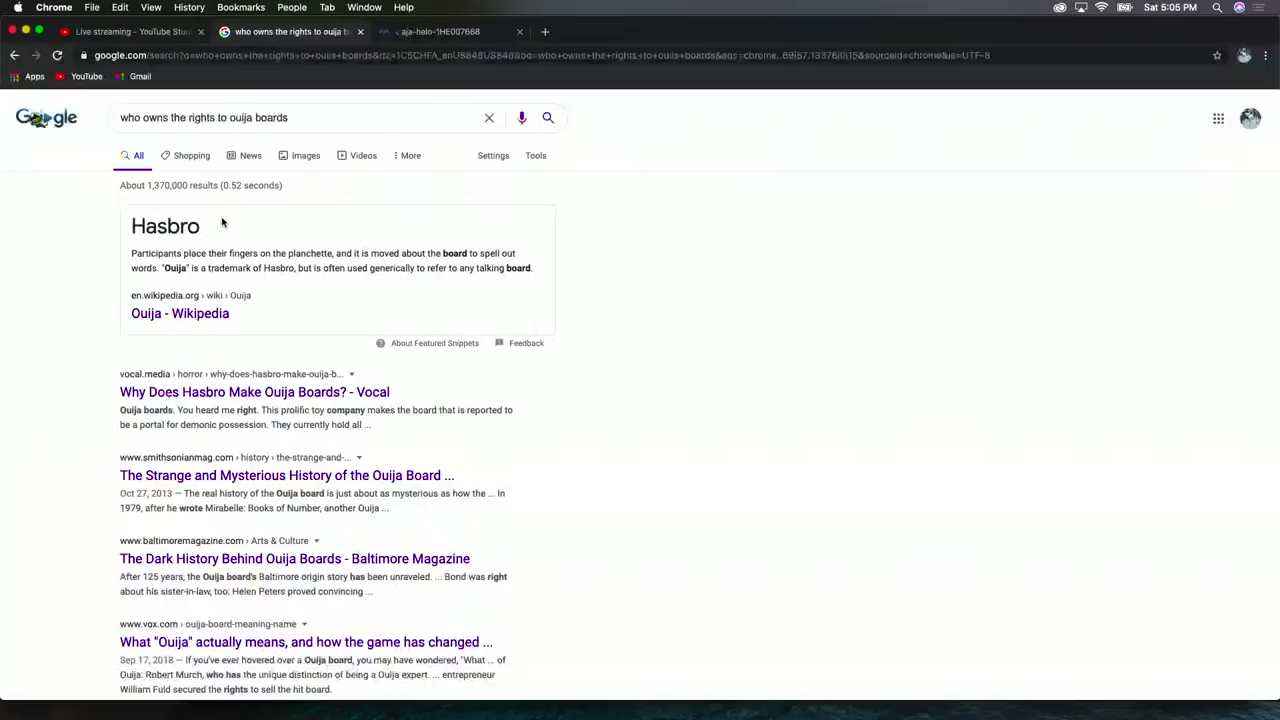 Chrome File Edit View History Bookmarks People Tab Window Help Sat 5:05 PM
Live streaming - YouTube Stud who owns the rights to ouija b aja-helo-1HE007668
google.com/search?
Apps YouTube Gmail
Google who owns the rights to ouija boards
All Shopping News Images Videos More Settings Tools
About 1,370,000 results (0.52 seconds)
Hasbro
Participants place their fingers on the planchette, and it is moved about the board to spell out
words. "Ouija" is a trademark of Hasbro, but is often used generically to refer to any talking board.
en.wikipedia.org › wiki › Ouija
Ouija - Wikipedia
About Featured Snippets Feedback
vocal.media › horror › why-does-hasbro-make-ouija-b...
Why Does Hasbro Make Ouija Boards? - Vocal
Ouija boards. You heard me right. This prolific toy company makes the board that is reported to
be a portal for demonic possession. They currently hold all ...
www.smithsonianmag.com › history › the-strange-and-...
The Strange and Mysterious History of the Ouija Board ...
Oct 27, 2013 — The real history of the Ouija board is just about as mysterious as how the ... In
1979, after he wrote Mirabelle: Books of Number, another Ouija ...
www.baltimoremagazine.com › Arts & Culture
The Dark History Behind Ouija Boards - Baltimore Magazine
After 125 years, the Ouija board's Baltimore origin story has been unraveled. ... Bond was right
about his sister-in-law, too: Helen Peters proved convincing ...
www.vox.com › ouija-board-meaning-name
What "Ouija" actually means, and how the game has changed ...
Sep 17, 2018 — If you've ever hovered over a Ouija board, you may have wondered, "What ... of
Ouija: Robert Murch, who has the unique distinction of being a Ouija expert. ... entrepreneur
William Fuld secured the rights to sell the hit board.